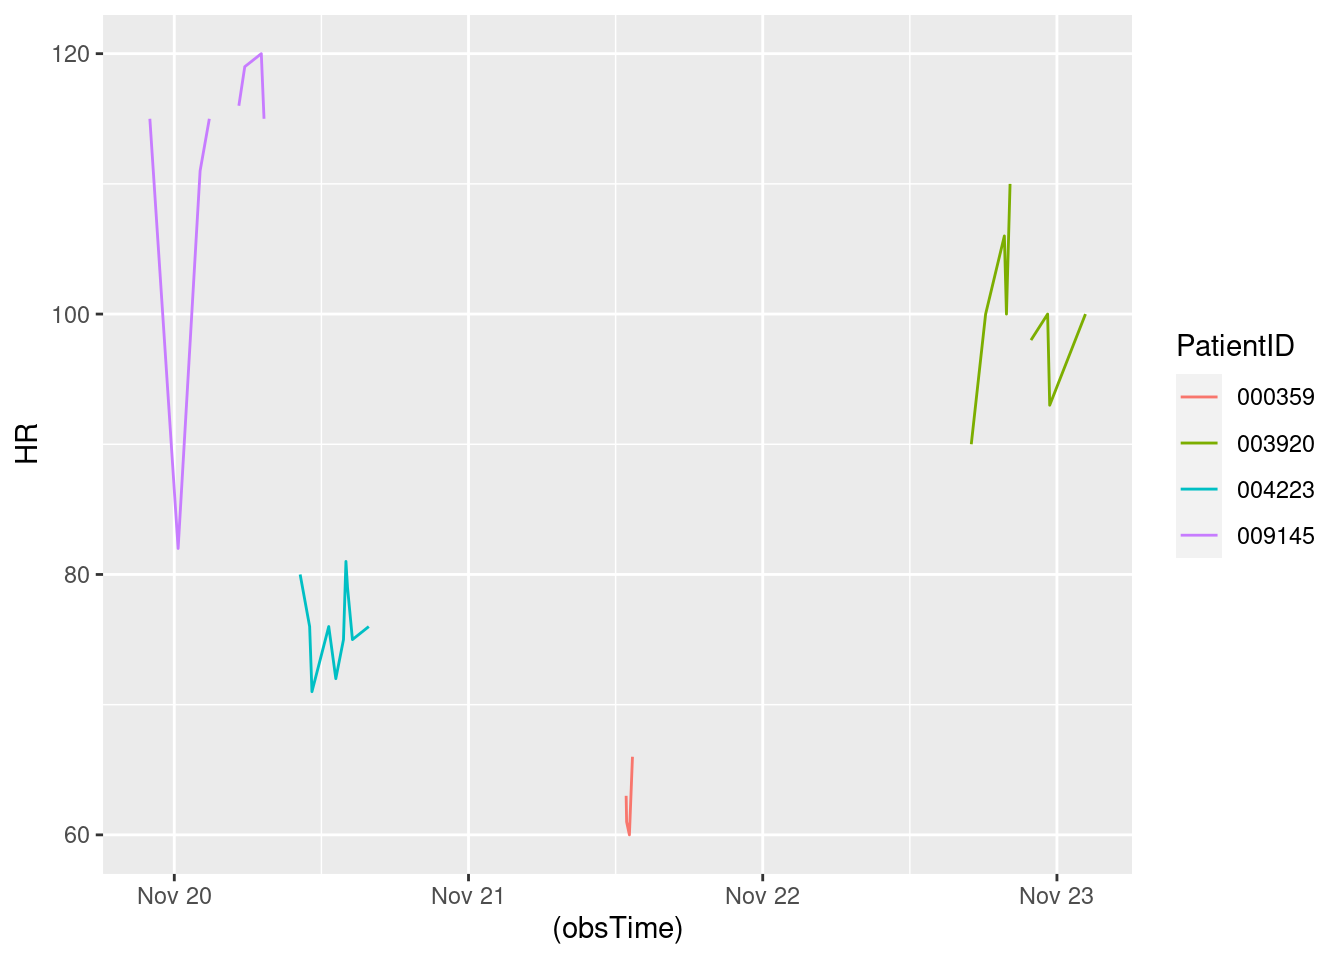 120
100
80
60
HR
Nov 20
Nov 21
Nov 22
Nov 23
(obsTime)
PatientID
000359
003920
004223
009145